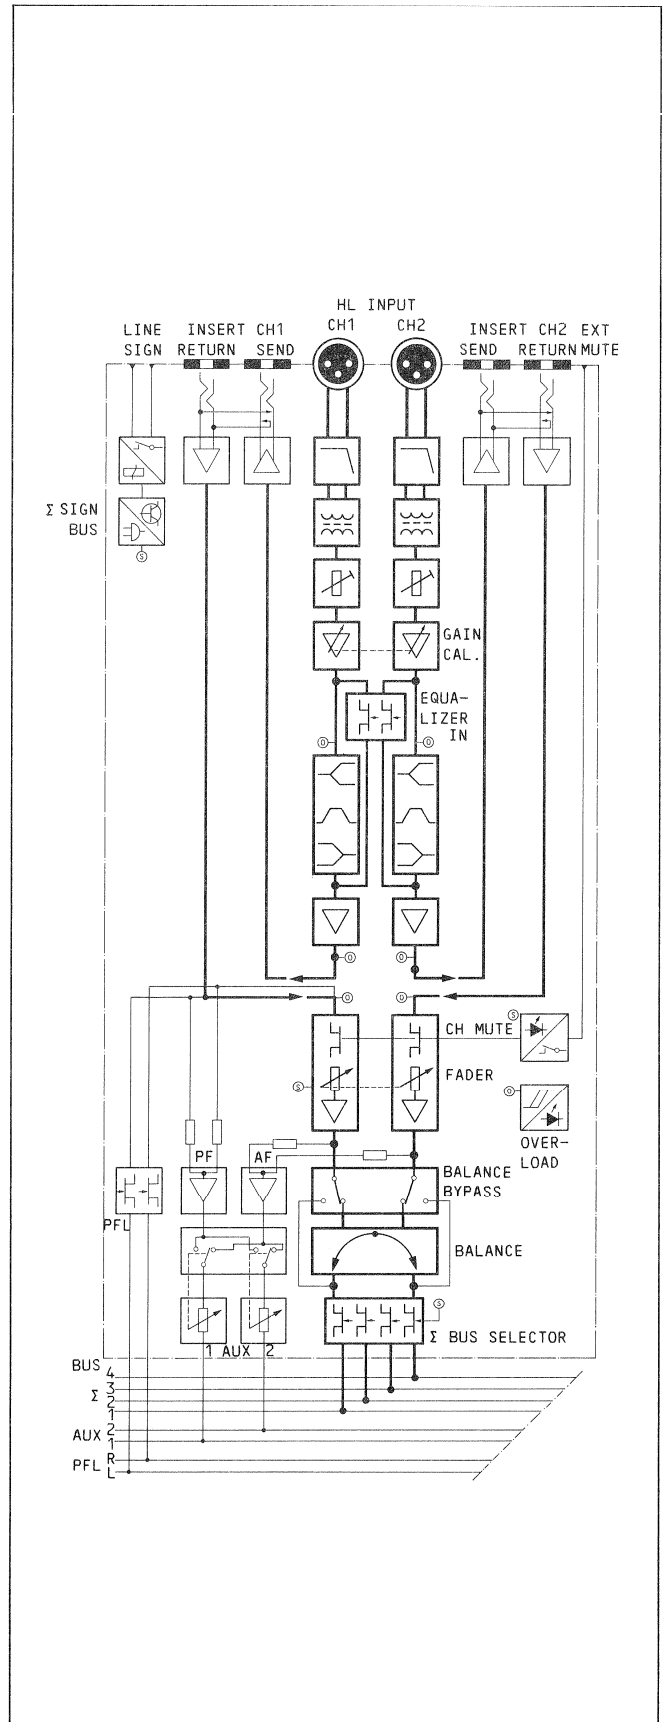 HL INPUT
LINE INSERT CH1 CH1 CH2 INSERT CH2 EXT
SIGN RETURN SEND SEND RETURN MUTE
Σ SIGN
BUS
S
GAIN
CAL.
EQUA-
LIZER
IN
O O
O O
O O
S
CH MUTE
S FADER
O
OVER-
LOAD
PF AF
BALANCE
BYPASS
PFL
BALANCE
S
Σ BUS SELECTOR
1 AUX 2
BUS 4
3
Σ 2
1
AUX 2
1
PFL R
L